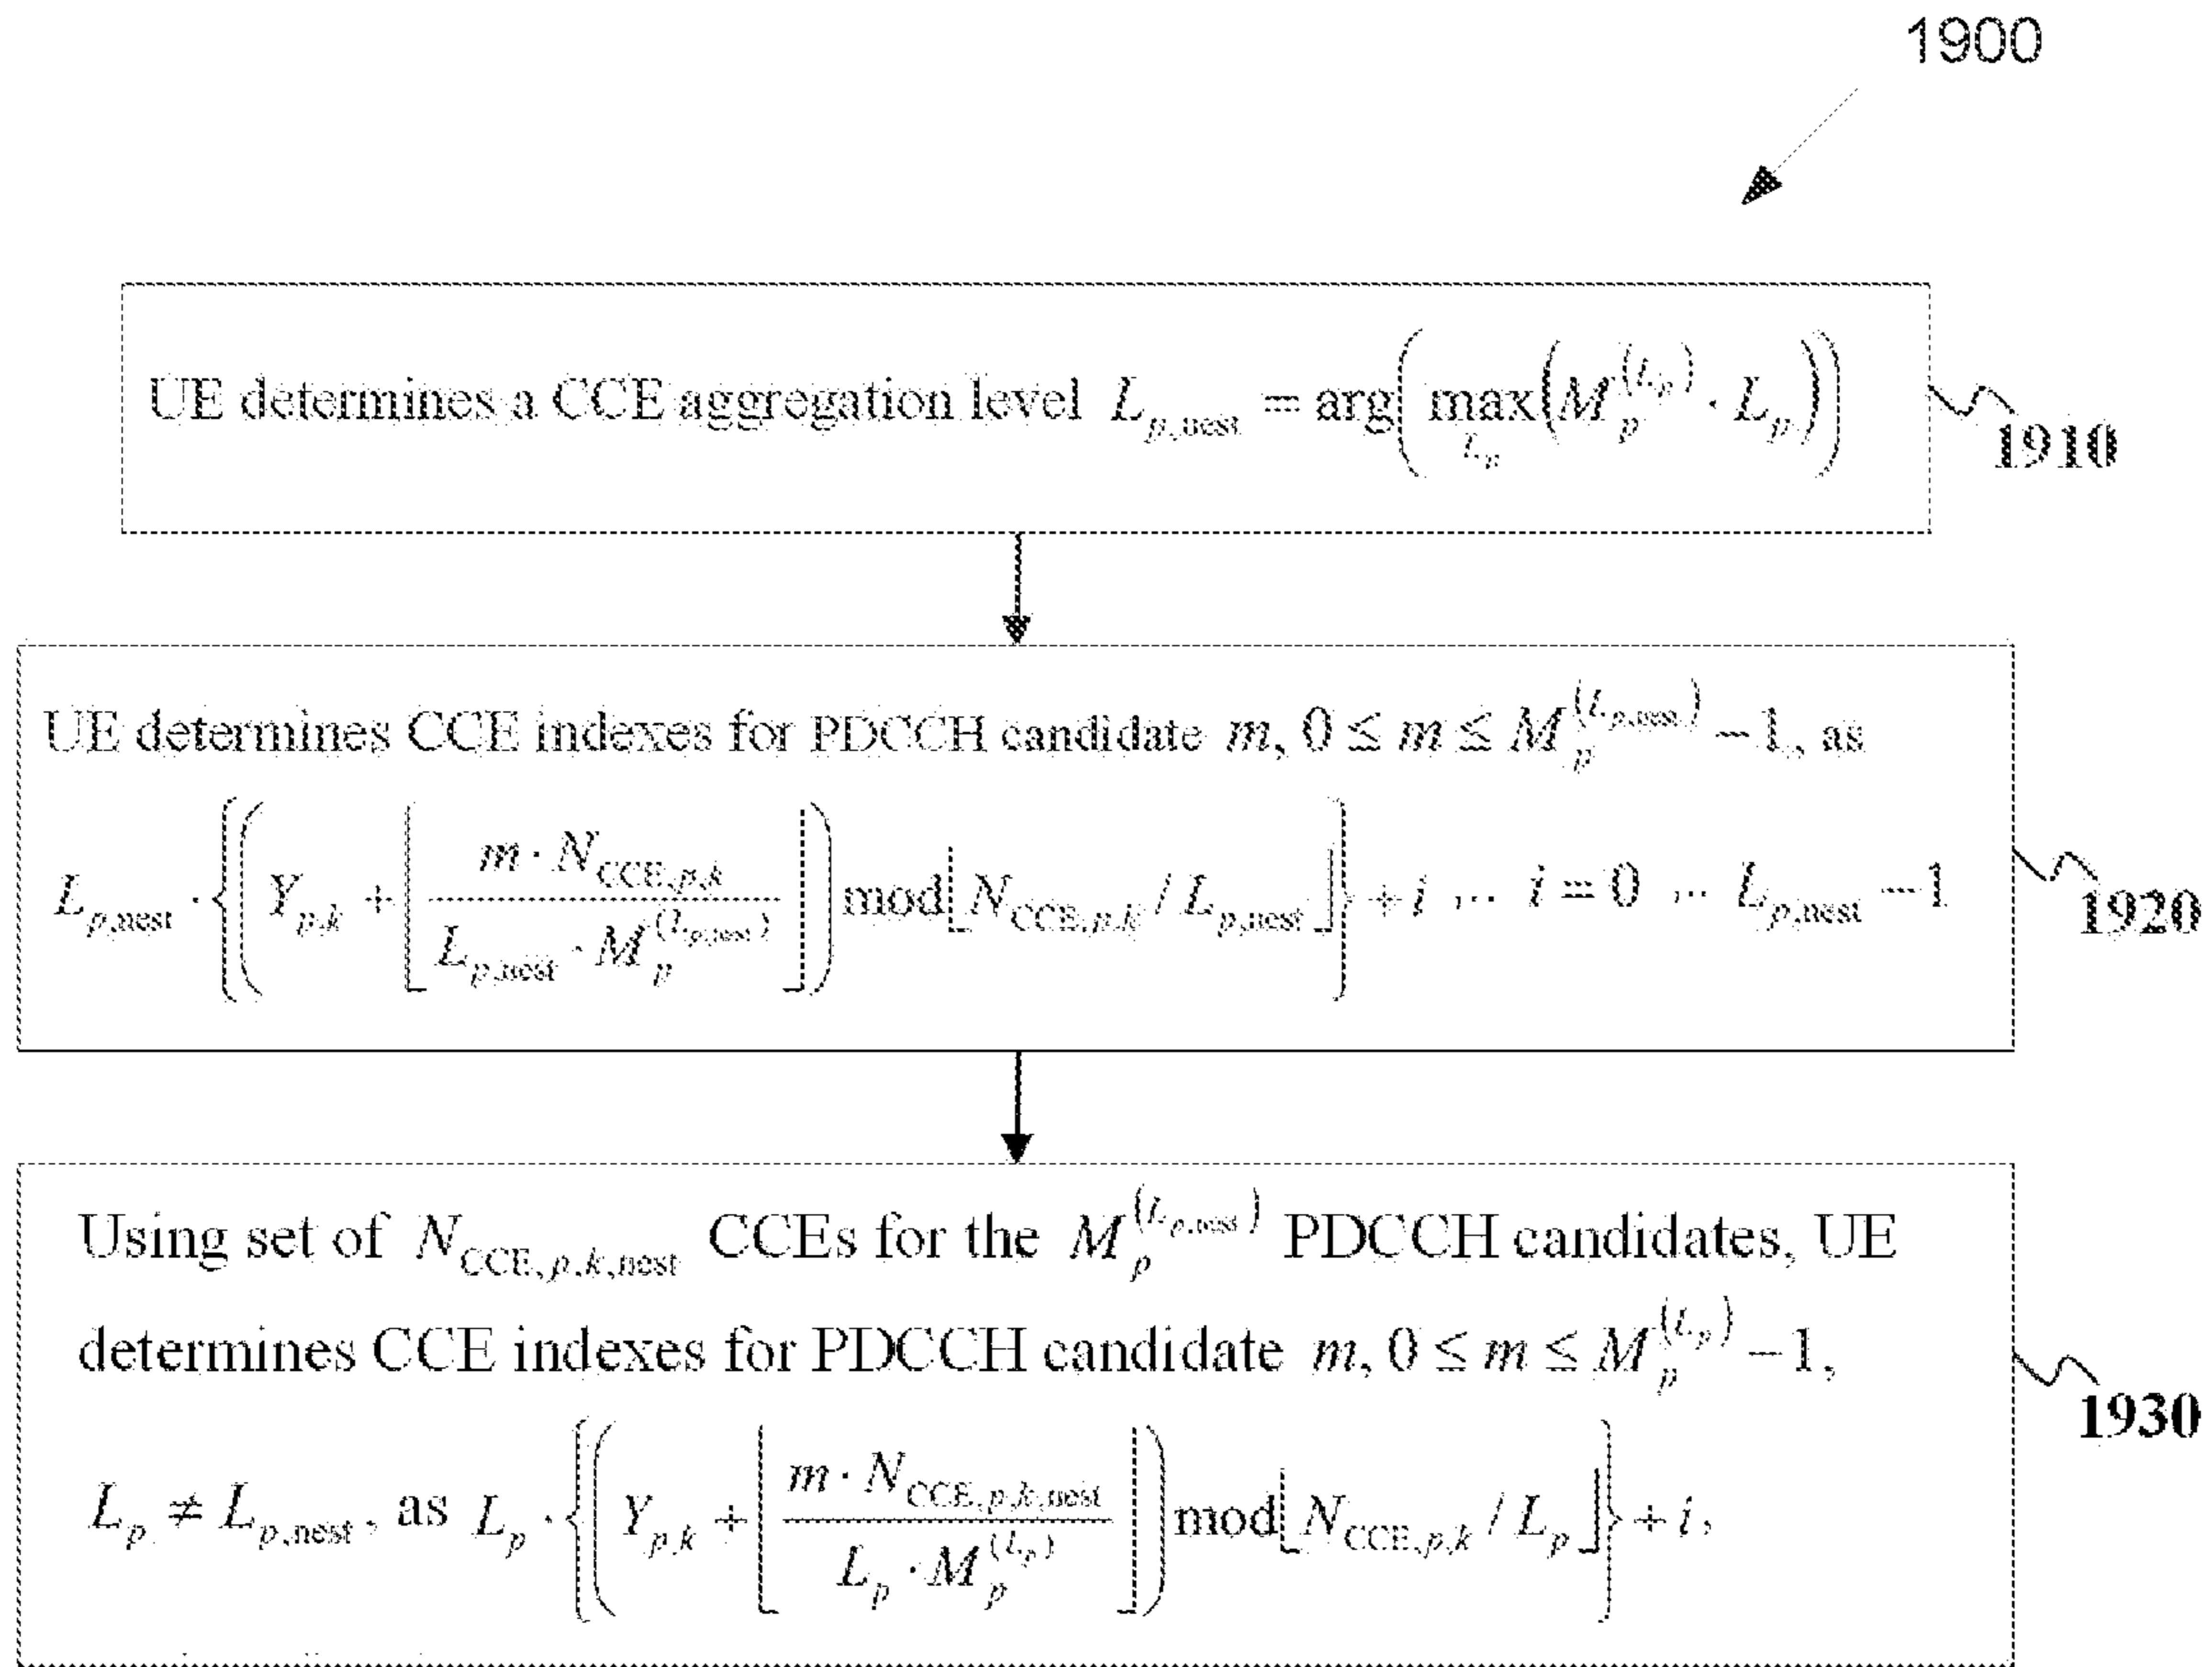 1900
UE determines a CCE aggregation level L_{p,nest} = arg( max_{L_p} ( M_p^{(L_p)} · L_p ) )
1910
UE determines CCE indexes for PDCCH candidate m, 0 ≤ m ≤ M_p^{(L_{p,nest})} − 1, as
L_{p,nest} · { ( Y_{p,k} + ⌊ m · N_{CCE,p,k} / L_{p,nest} · M_p^{(L_{p,nest})} ⌋ ) mod ⌊ N_{CCE,p,k} / L_{p,nest} ⌋ } + i ,.. i = 0 ,.. L_{p,nest} − 1
1920
Using set of N_{CCE,p,k,nest} CCEs for the M_p^{(L_{p,nest})} PDCCH candidates, UE
determines CCE indexes for PDCCH candidate m, 0 ≤ m ≤ M_p^{(L_p)} − 1,
L_p ≠ L_{p,nest}, as L_p · { ( Y_{p,k} + ⌊ m · N_{CCE,p,k,nest} / L_p · M_p^{(L_p)} ⌋ ) mod ⌊ N_{CCE,p,k} / L_p ⌋ } + i,
1930